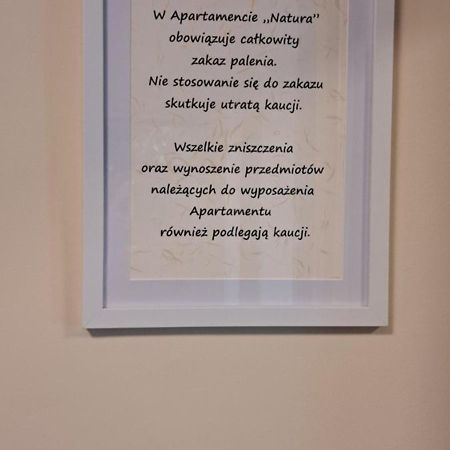 W Apartamencie „Natura”
obowiązuje całkowity
zakaz palenia.
Nie stosowanie się do zakazu
skutkuje utratą kaucji.
Wszelkie zniszczenia
oraz wynoszenie przedmiotów
należących do wyposażenia
Apartamentu
również podlegają kaucji.